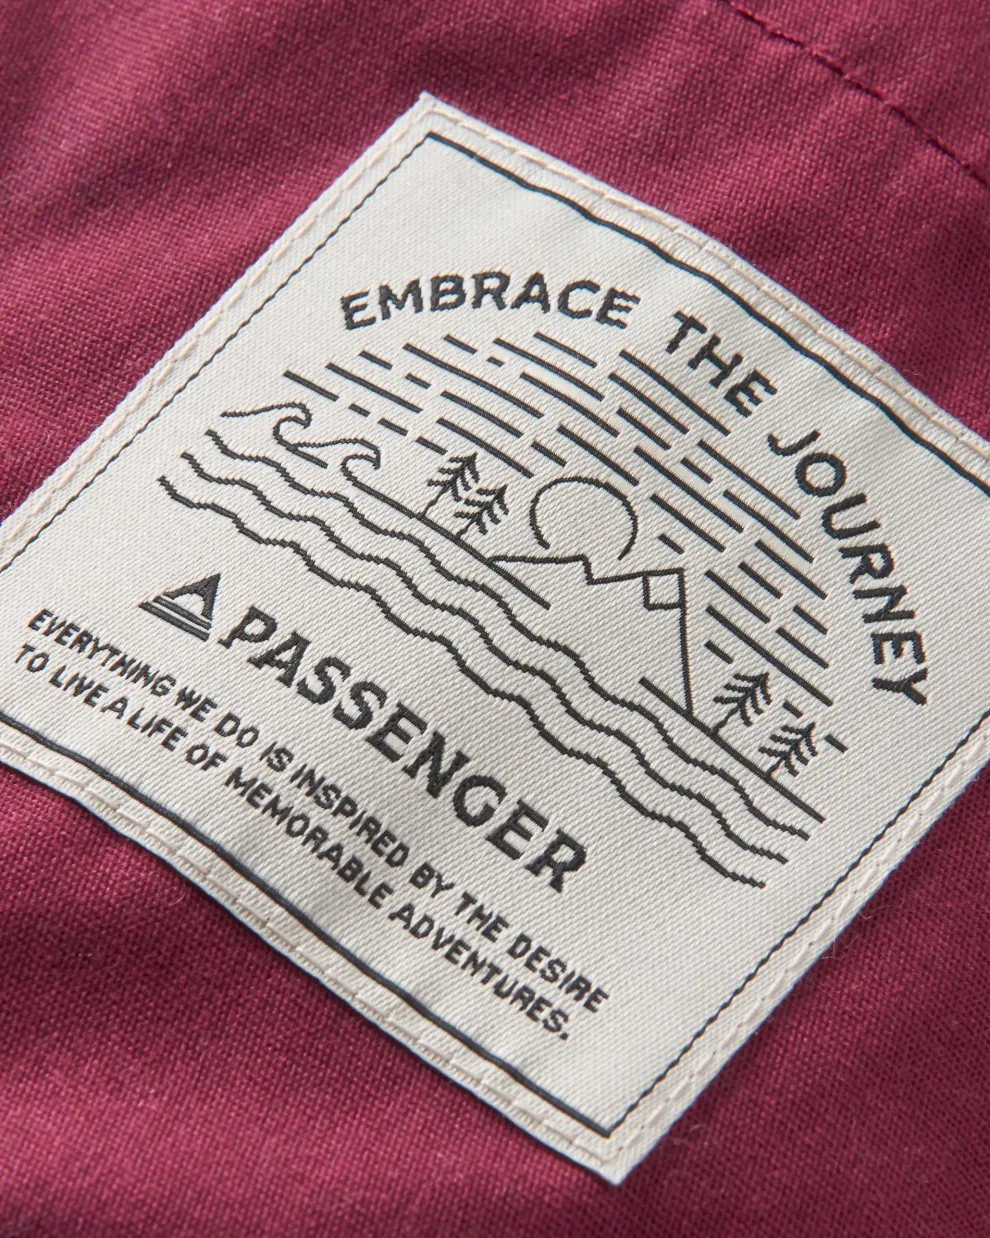 EMBRACE THE JOURNEY
PASSENGER
EVERYTHING WE DO IS INSPIRED BY THE DESIRE
TO LIVE A LIFE OF MEMORABLE ADVENTURES.